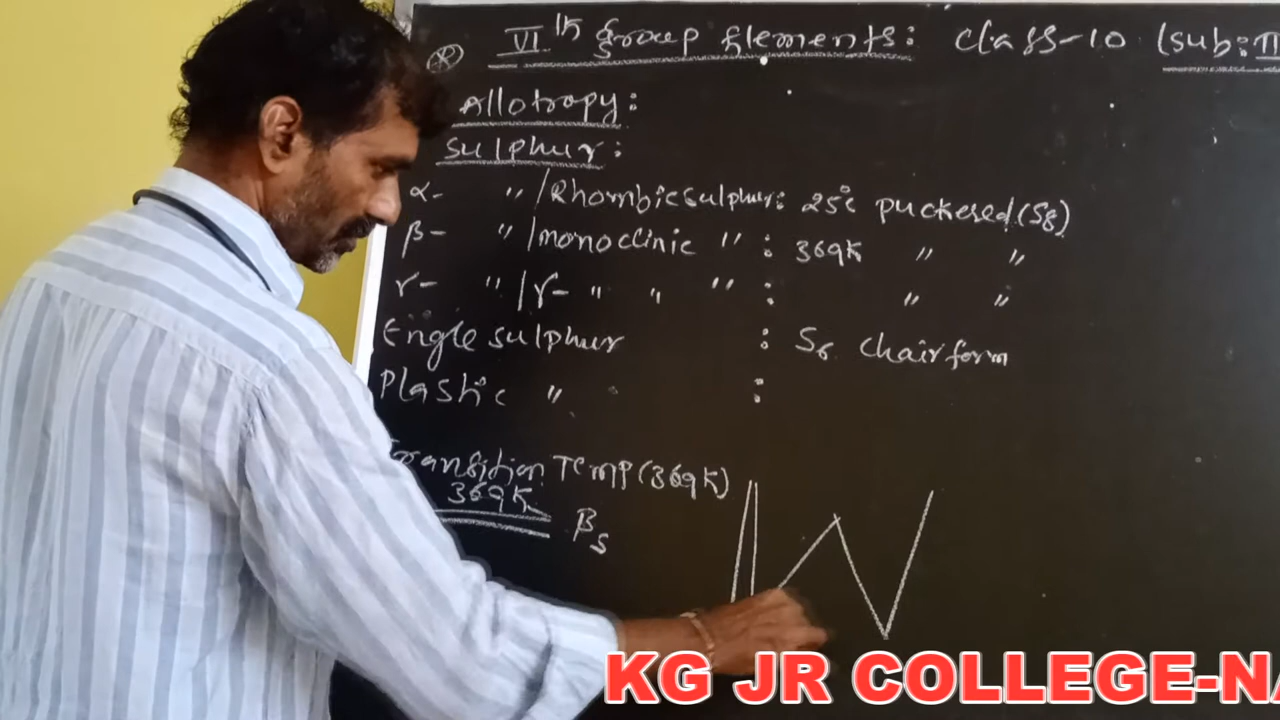 VI th group Elements: class-10 (sub: II
Allotropy:
Sulphur:
α- " / Rhombic sulphur: 25°c puckered (S8)
β- " / monoclinic " : 369K " "
γ- " / γ- " " " : " "
Engle sulphur : S6 chair form
Plastic " :
Transition Temp (369K)
369K
βs
KG JR COLLEGE-N